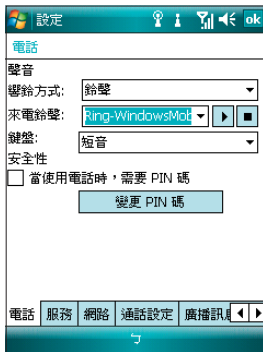 設定 ok
電話
聲音
響鈴方式: 鈴聲
來電鈴聲: Ring-WindowsMob
鍵盤: 短音
安全性
當使用電話時，需要 PIN 碼
變更 PIN 碼
電話 服務 網路 通話設定 廣播訊